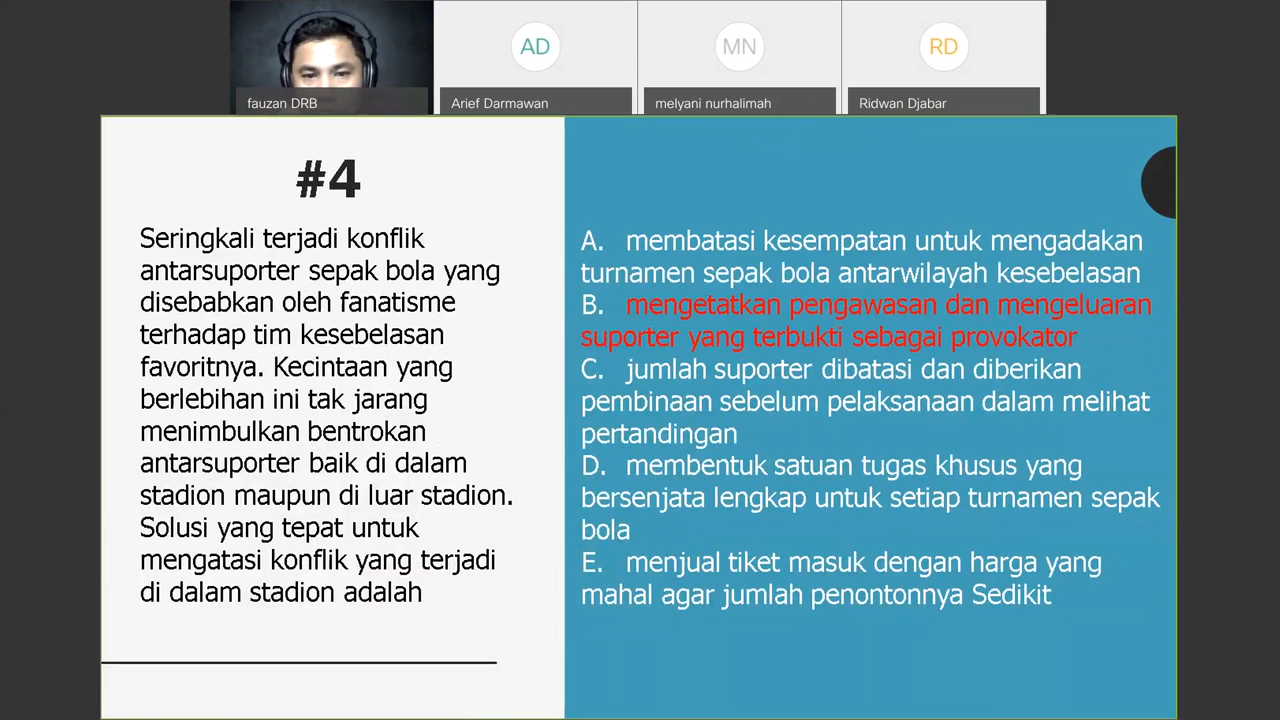 AD
MN
RD
fauzan DRB
Arief Darmawan
melyani nurhalimah
Ridwan Djabar
#4
Seringkali terjadi konflik
antarsuporter sepak bola yang
disebabkan oleh fanatisme
terhadap tim kesebelasan
favoritnya. Kecintaan yang
berlebihan ini tak jarang
menimbulkan bentrokan
antarsuporter baik di dalam
stadion maupun di luar stadion.
Solusi yang tepat untuk
mengatasi konflik yang terjadi
di dalam stadion adalah
A. membatasi kesempatan untuk mengadakan
turnamen sepak bola antarwilayah kesebelasan
B. mengetatkan pengawasan dan mengeluaran
suporter yang terbukti sebagai provokator
C. jumlah suporter dibatasi dan diberikan
pembinaan sebelum pelaksanaan dalam melihat
pertandingan
D. membentuk satuan tugas khusus yang
bersenjata lengkap untuk setiap turnamen sepak
bola
E. menjual tiket masuk dengan harga yang
mahal agar jumlah penontonnya Sedikit